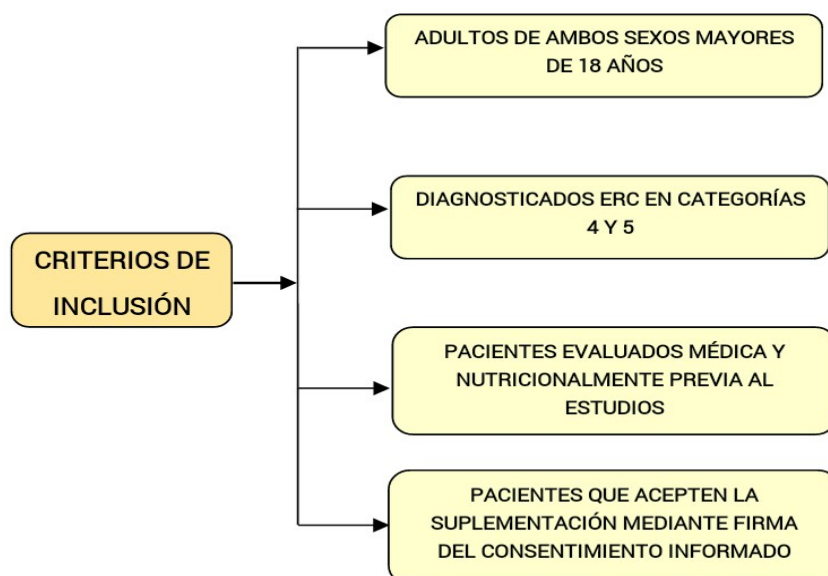 CRITERIOS DE
INCLUSIÓN
ADULTOS DE AMBOS SEXOS MAYORES
DE 18 AÑOS
DIAGNOSTICADOS ERC EN CATEGORÍAS
4 Y 5
PACIENTES EVALUADOS MÉDICA Y
NUTRICIONALMENTE PREVIA AL
ESTUDIOS
PACIENTES QUE ACEPTEN LA
SUPLEMENTACIÓN MEDIANTE FIRMA
DEL CONSENTIMIENTO INFORMADO